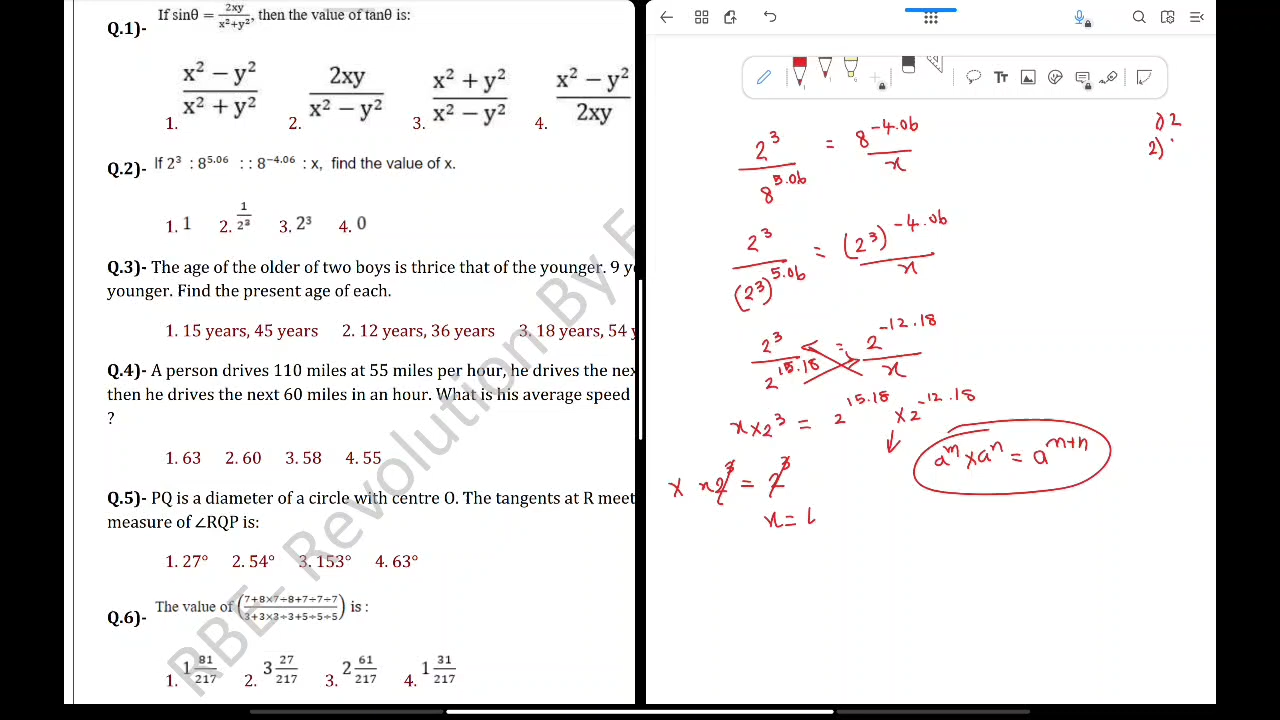 Q.1)- If sinθ = 2xy/x²+y², then the value of tanθ is:
1. x² − y²/x² + y² 2. 2xy/x² − y² 3. x² + y²/x² − y² 4. x² − y²/2xy
Q.2)- If 2³ : 8^5.06 : : 8^−4.06 : x, find the value of x.
1. 1 2. 1/2³ 3. 2³ 4. 0
Q.3)- The age of the older of two boys is thrice that of the younger. 9
younger. Find the present age of each.
1. 15 years, 45 years 2. 12 years, 36 years 3. 18 years, 54
Q.4)- A person drives 110 miles at 55 miles per hour, he drives the
then he drives the next 60 miles in an hour. What is his average speed
?
1. 63 2. 60 3. 58 4. 55
Q.5)- PQ is a diameter of a circle with centre O. The tangents at R meet
measure of ∠RQP is:
1. 27° 2. 54° 3. 153° 4. 63°
Q.6)- The value of (7+8×7÷8+7÷7÷7/3+3×3÷3+5÷5÷5) is :
1. 1 81/217 2. 3 27/217 3. 2 61/217 4. 1 31/217
RBE- Revolution By
Tт
2³/8^5.06 = 8^−4.06/x
(2³)/(2³)^5.06 = (2³)^−4.06/x
2³/2^15.18 = 2^−12.18/x
x×2³ = 2^15.18 ×2^−12.18
a^m × a^n = a^m+n
× x2³ = 2³
x =
1) 2
2)